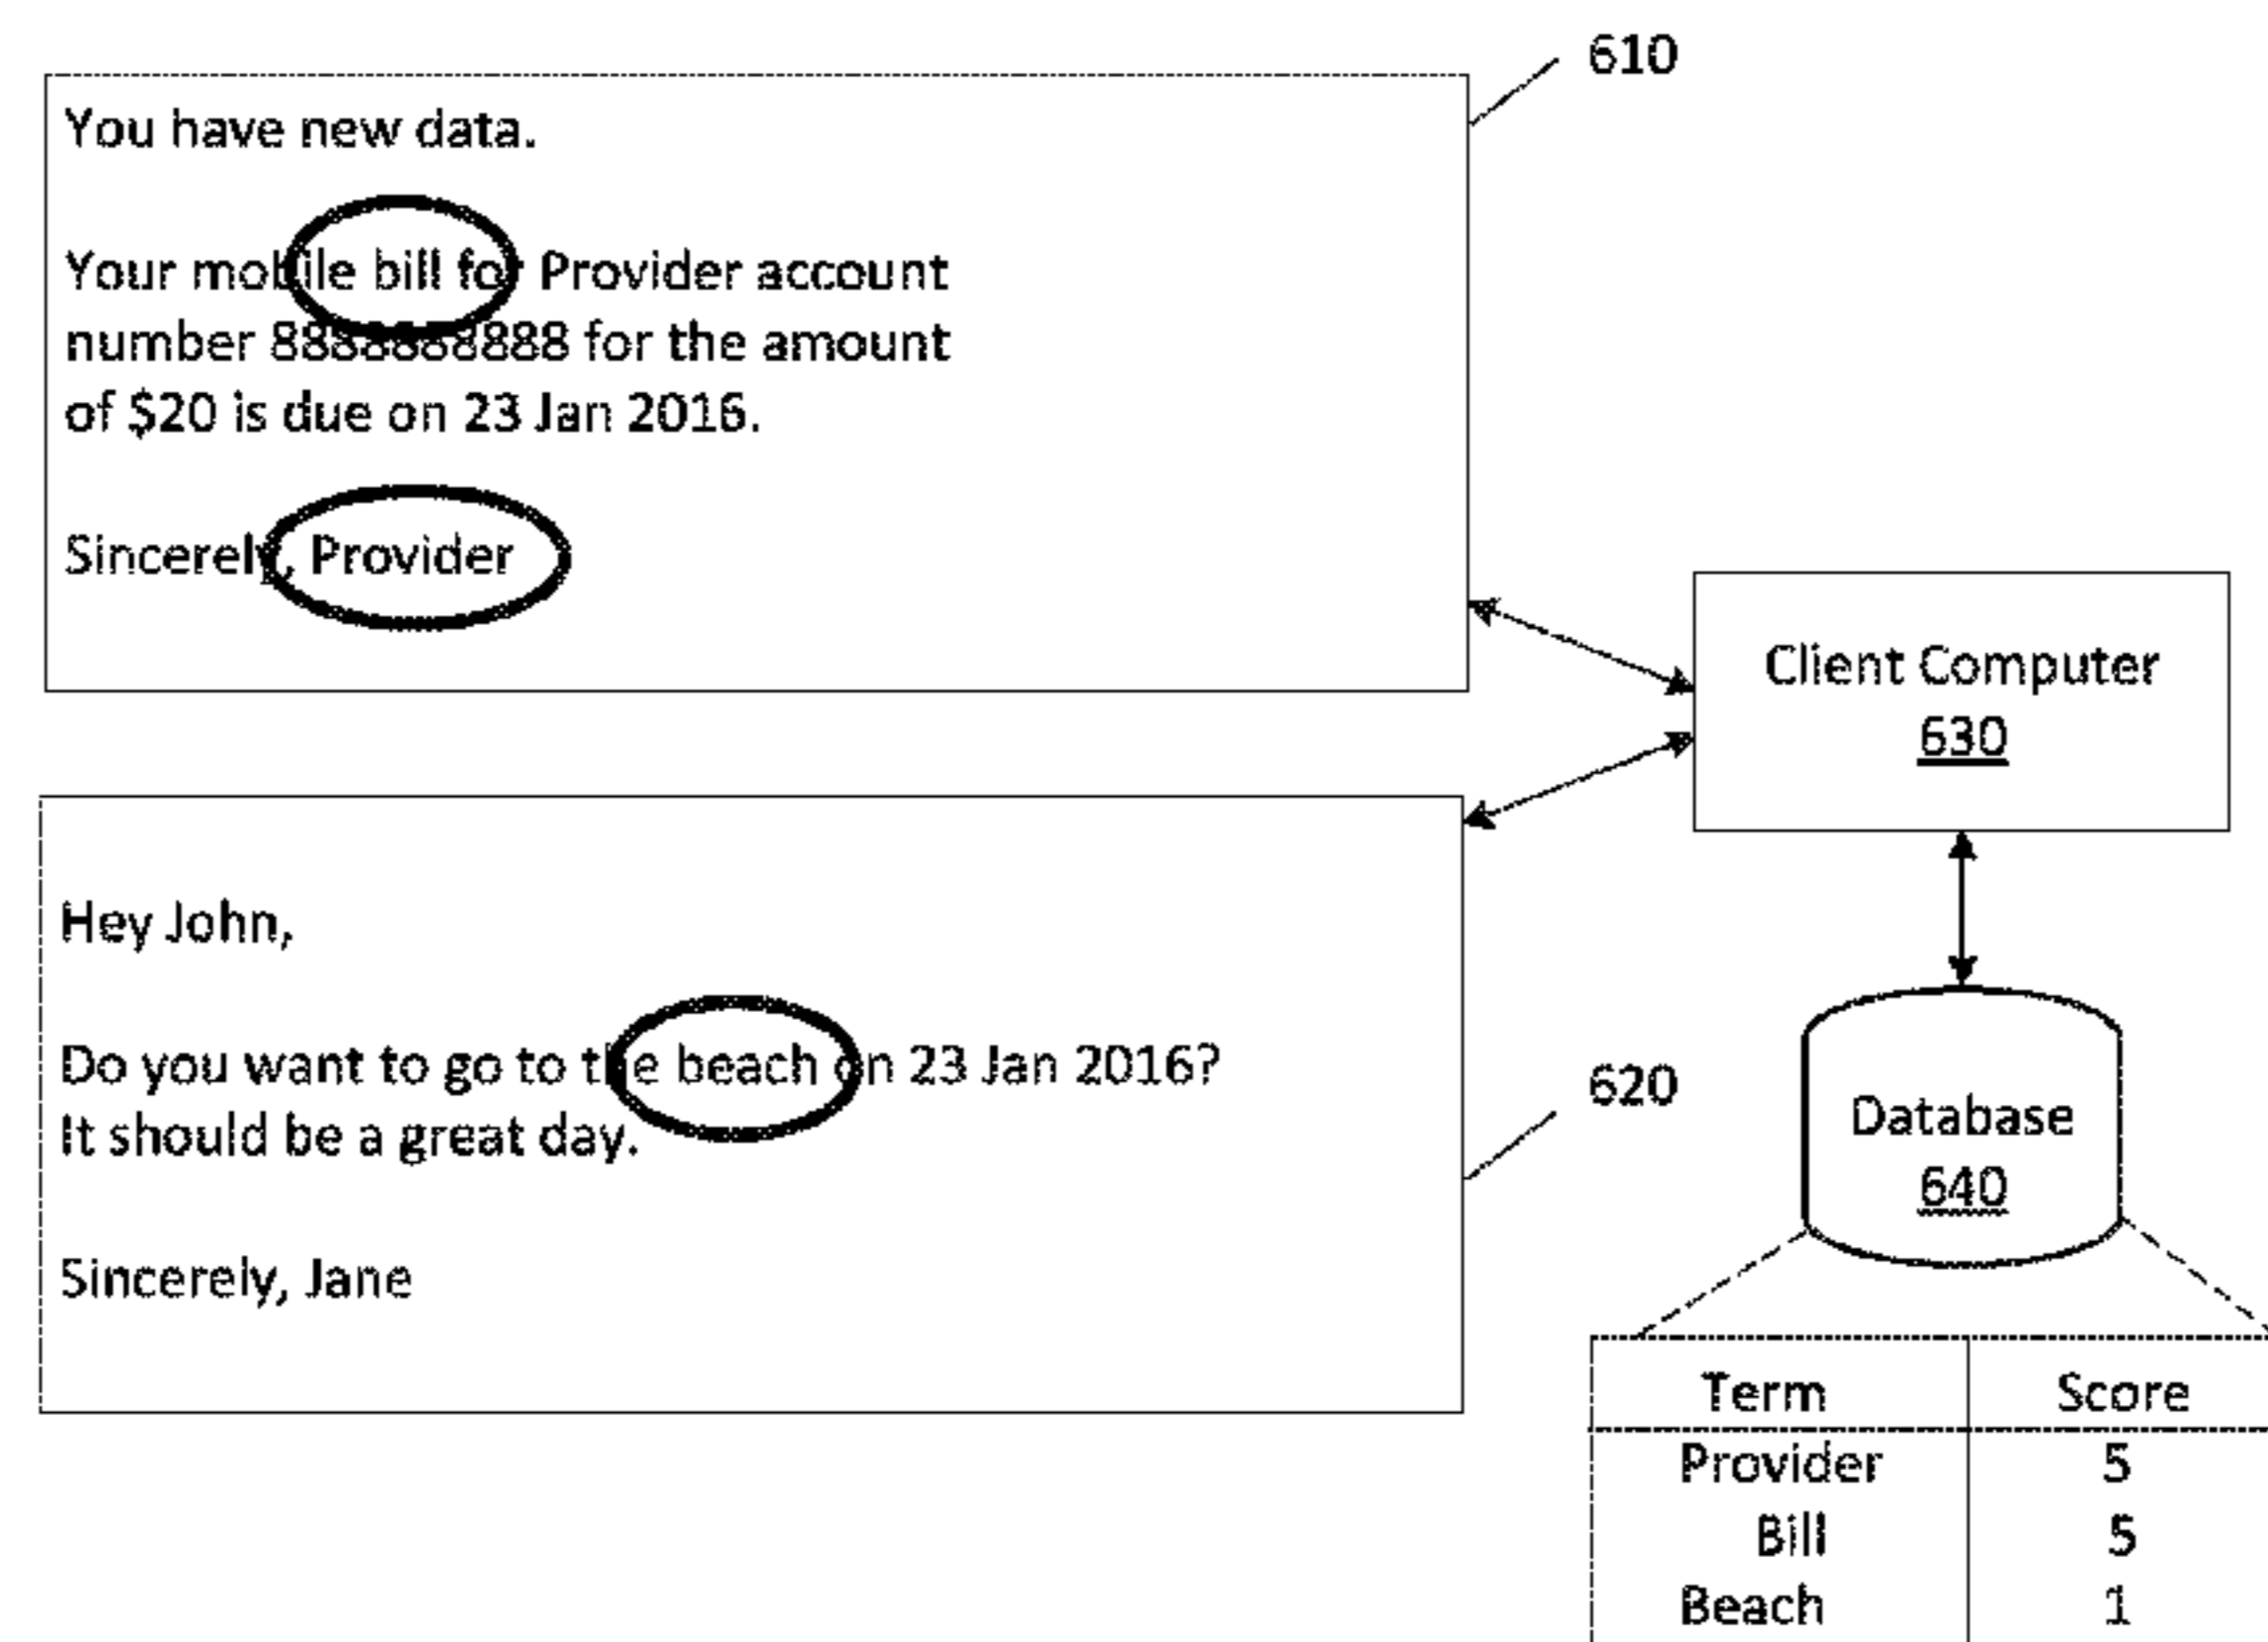 610
You have new data.
Your mobile bill for Provider account
number 8888888888 for the amount
of $20 is due on 23 Jan 2016.
Sincerely, Provider
Client Computer
630
Hey John,
Do you want to go to the beach on 23 Jan 2016?
It should be a great day.
Sincerely, Jane
620
Database
640
Term Score
Provider 5
Bill 5
Beach 1